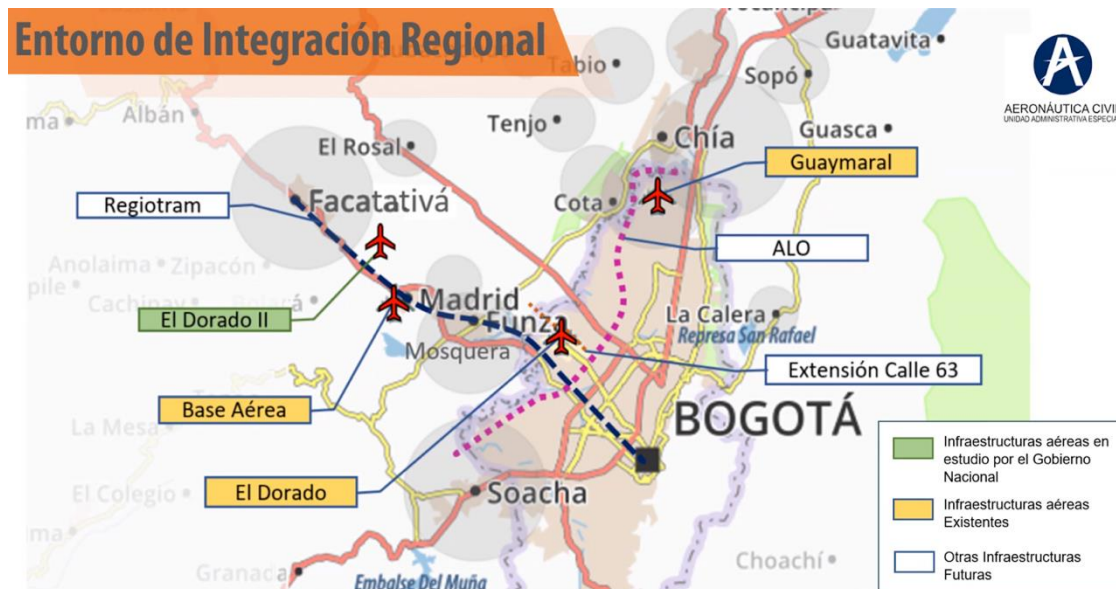 Entorno de Integración Regional
Tabio
Guatavita
Sopó
AERONÁUTICA CIVIL
UNIDAD ADMINISTRATIVA ESPECIAL
Albán
Tenjo
Chía
Guasca
El Rosal
Guaymaral
Regiotram
Facatativá
Cota
ALO
Anolaima
Zipacón
Cachipay
Madrid
El Dorado II
Funza
La Calera
Represa San Rafael
Mosquera
Extensión Calle 63
Base Aérea
BOGOTÁ
La Mesa
El Dorado
Soacha
El Colegio
Infraestructuras aéreas en
estudio por el Gobierno
Nacional
Infraestructuras aéreas
Existentes
Otras Infraestructuras
Futuras
Granada
Embalse Del Muña
Choachí